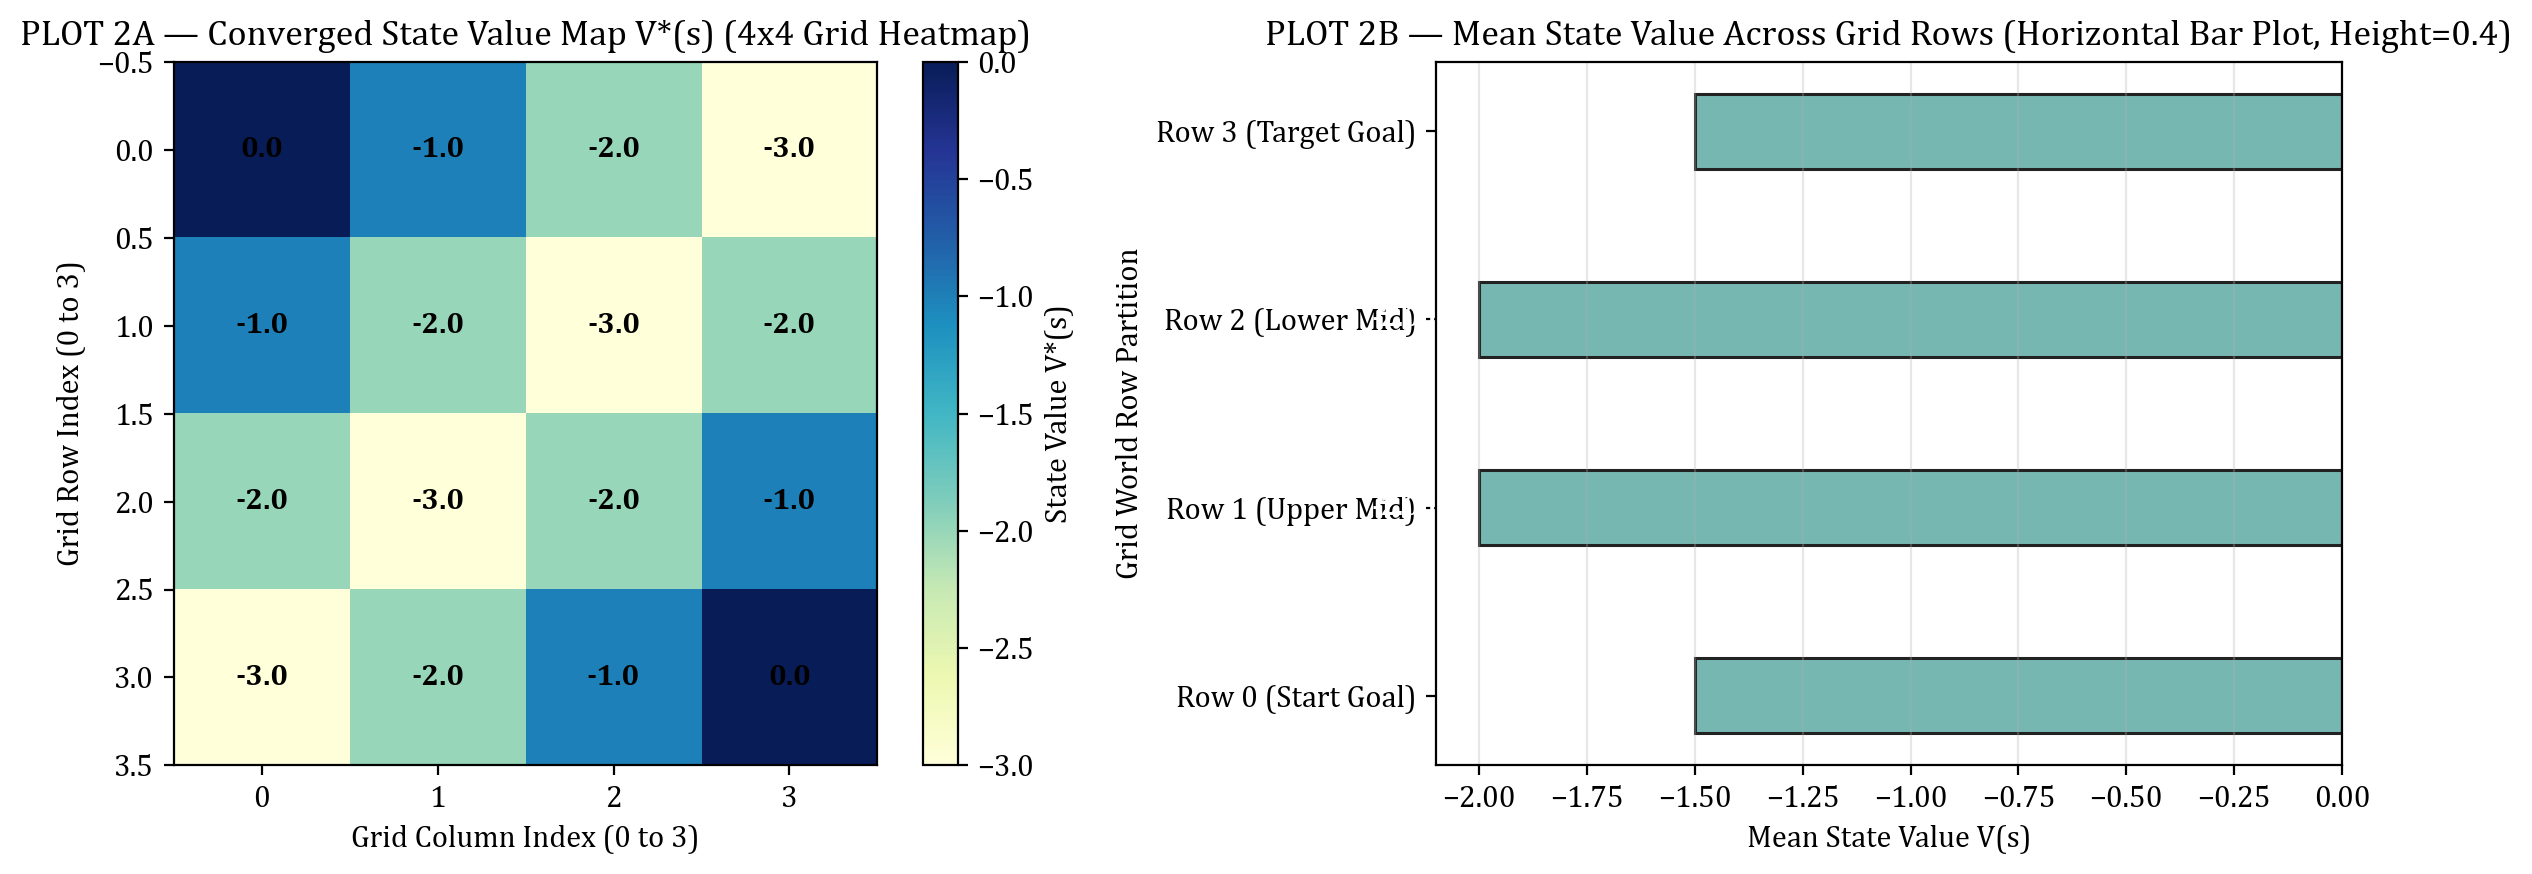 PLOT 2A — Converged State Value Map V*(s) (4x4 Grid Heatmap)
Grid Row Index (0 to 3)
−0.5
0.0
0.5
1.0
1.5
2.0
2.5
3.0
3.5
0.0 -1.0 -2.0 -3.0
-1.0 -2.0 -3.0 -2.0
-2.0 -3.0 -2.0 -1.0
-3.0 -2.0 -1.0 0.0
0 1 2 3
Grid Column Index (0 to 3)
0.0
−0.5
−1.0
−1.5
−2.0
−2.5
−3.0
State Value V*(s)
PLOT 2B — Mean State Value Across Grid Rows (Horizontal Bar Plot, Height=0.4)
Grid World Row Partition
Row 3 (Target Goal)
Row 2 (Lower Mid)
Row 1 (Upper Mid)
Row 0 (Start Goal)
−2.00 −1.75 −1.50 −1.25 −1.00 −0.75 −0.50 −0.25 0.00
Mean State Value V(s)